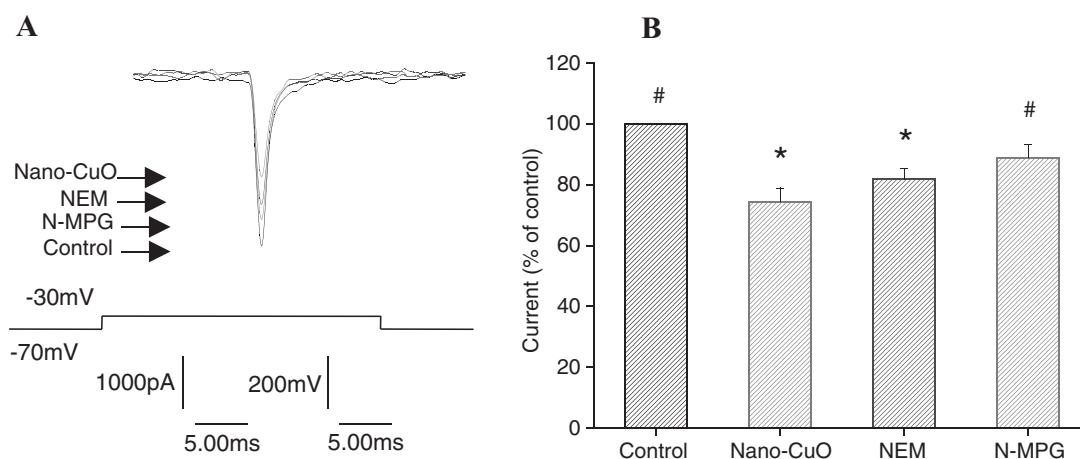 A
Nano-CuO
NEM
N-MPG
Control
-30mV
-70mV
1000pA
200mV
5.00ms
5.00ms
B
Current (% of control)
120
100
80
60
40
20
0
#
*
*
#
Control
Nano-CuO
NEM
N-MPG